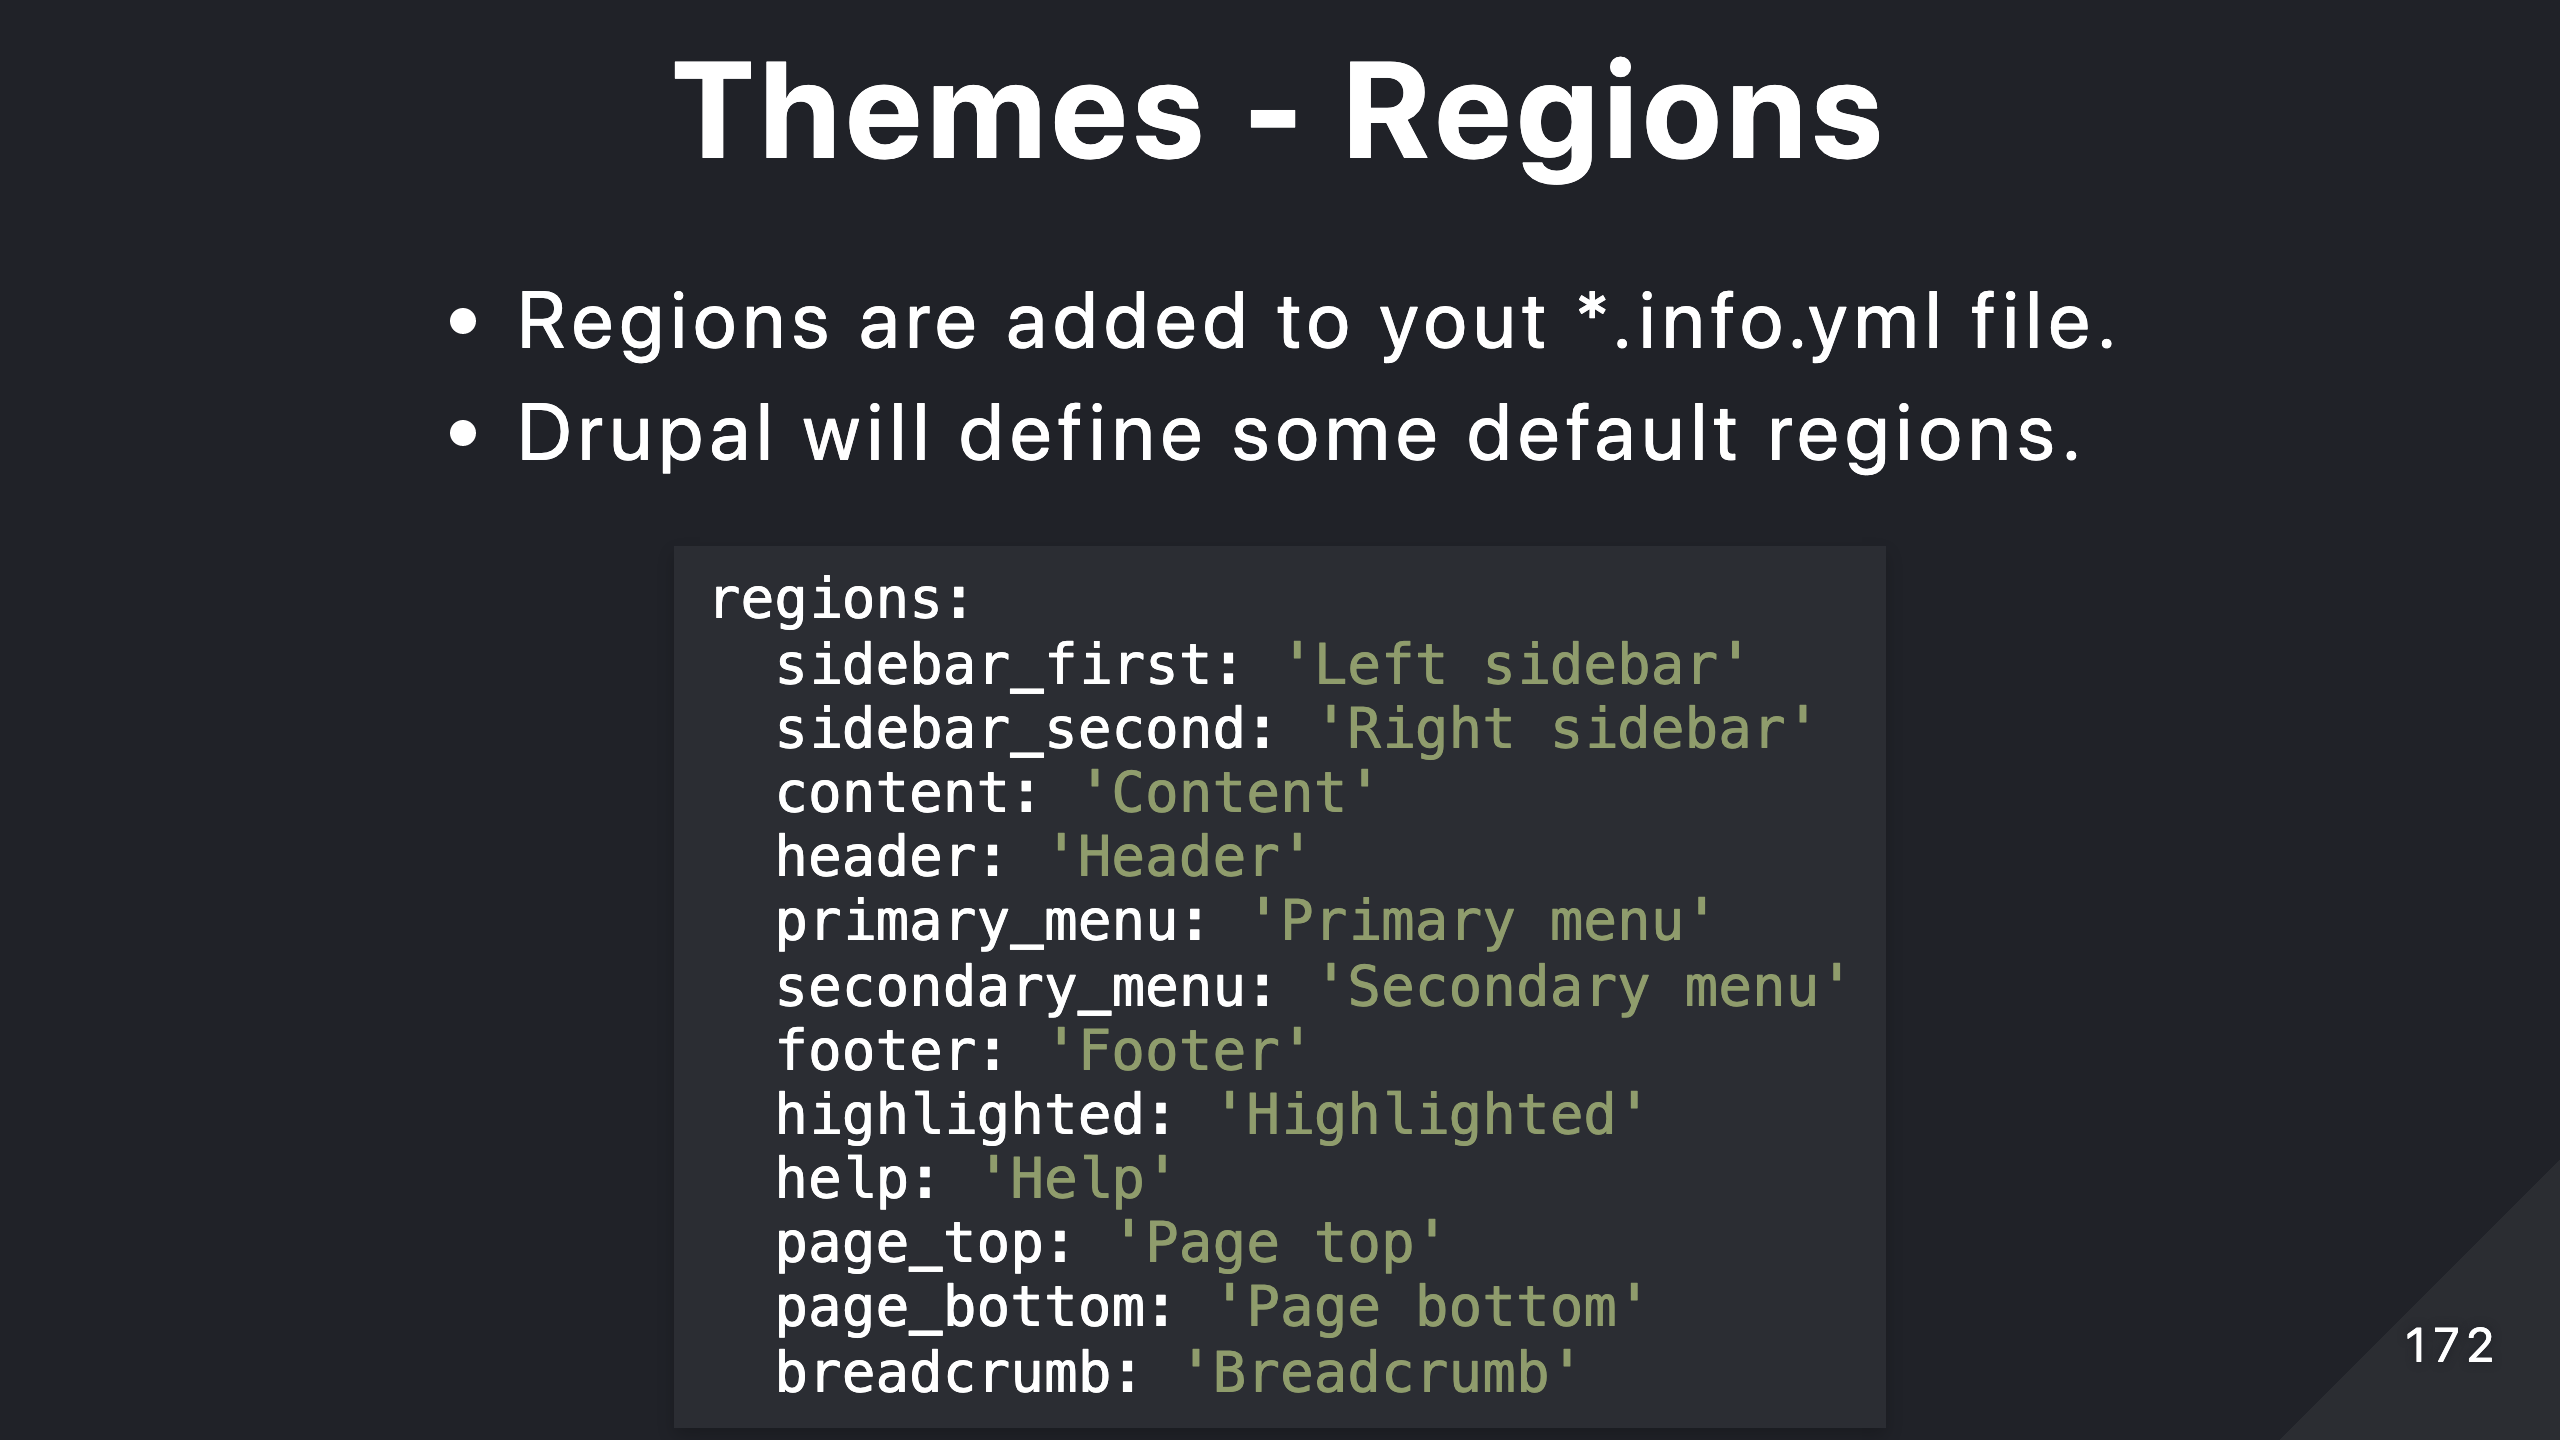 Themes - Regions
• Regions are added to yout *.info.yml file.
• Drupal will define some default regions.
regions:
  sidebar_first: 'Left sidebar'
  sidebar_second: 'Right sidebar'
  content: 'Content'
  header: 'Header'
  primary_menu: 'Primary menu'
  secondary_menu: 'Secondary menu'
  footer: 'Footer'
  highlighted: 'Highlighted'
  help: 'Help'
  page_top: 'Page top'
  page_bottom: 'Page bottom'
  breadcrumb: 'Breadcrumb'
172